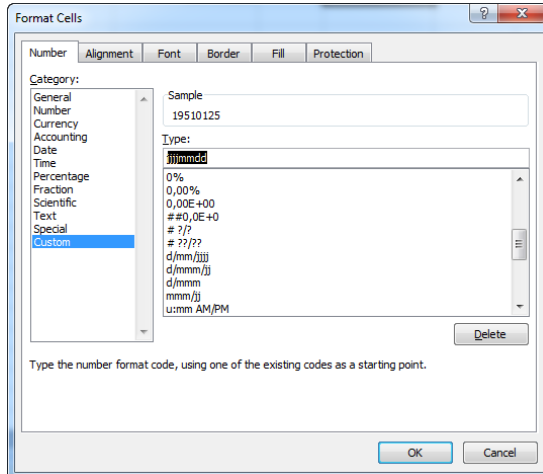 Format Cells
Number Alignment Font Border Fill Protection
Category:
General
Number
Currency
Accounting
Date
Time
Percentage
Fraction
Scientific
Text
Special
Custom
Sample
19510125
Type:
jjjjmmdd
0%
0,00%
0,00E+00
##0,0E+0
# ?/?
# ??/??
d/mm/jjjj
d/mmm/jj
d/mmm
mmm/jj
u:mm AM/PM
Delete
Type the number format code, using one of the existing codes as a starting point.
OK Cancel